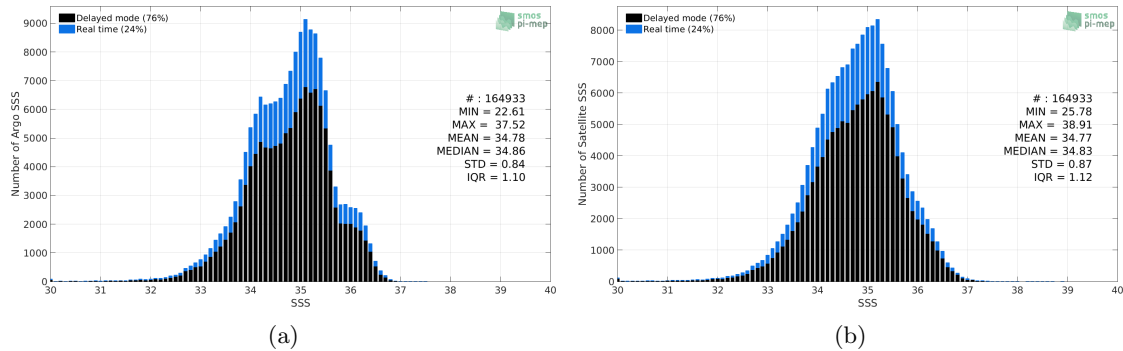 Delayed mode (76%)
Real time (24%)
smos
pi-mep
9000
8000
7000
6000
5000
4000
3000
2000
1000
0
Number of Argo SSS
# : 164933
MIN = 22.61
MAX = 37.52
MEAN = 34.78
MEDIAN = 34.86
STD = 0.84
IQR = 1.10
30 31 32 33 34 35 36 37 38 39 40
SSS
(a)
Delayed mode (76%)
Real time (24%)
smos
pi-mep
8000
7000
6000
5000
4000
3000
2000
1000
0
Number of Satellite SSS
# : 164933
MIN = 25.78
MAX = 38.91
MEAN = 34.77
MEDIAN = 34.83
STD = 0.87
IQR = 1.12
30 31 32 33 34 35 36 37 38 39 40
SSS
(b)